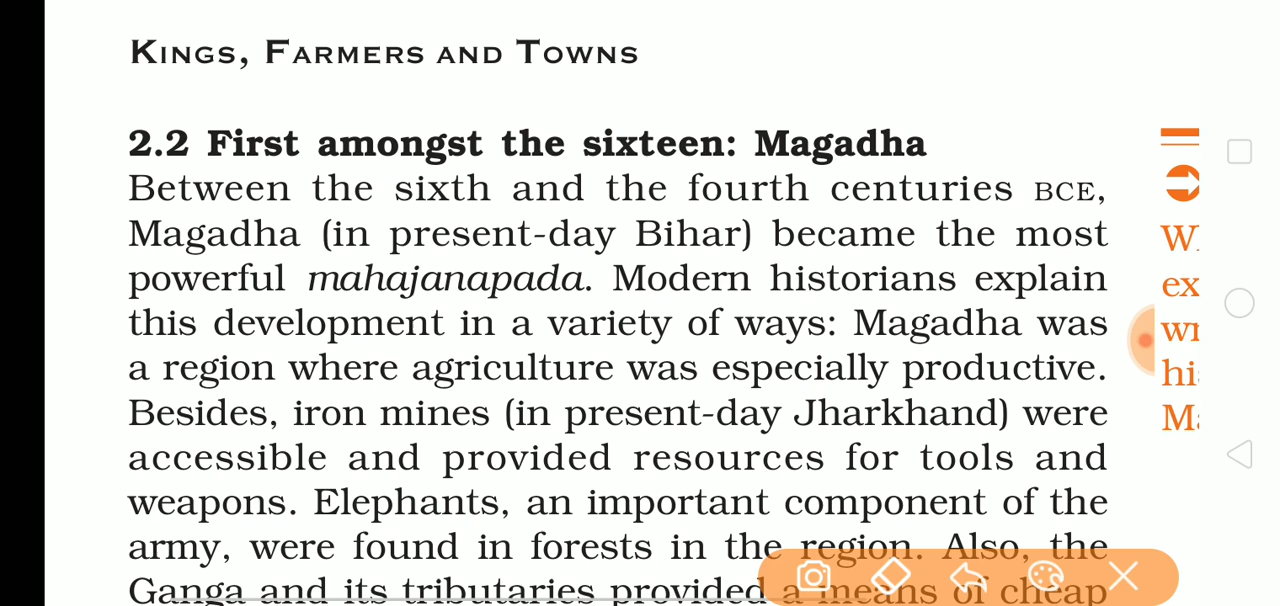 KINGS, FARMERS AND TOWNS
2.2 First amongst the sixteen: Magadha
Between the sixth and the fourth centuries BCE,
Magadha (in present-day Bihar) became the most
powerful mahajanapada. Modern historians explain
this development in a variety of ways: Magadha was
a region where agriculture was especially productive.
Besides, iron mines (in present-day Jharkhand) were
accessible and provided resources for tools and
weapons. Elephants, an important component of the
army, were found in forests in the region. Also, the
Ganga and its tributaries provided a means of cheap